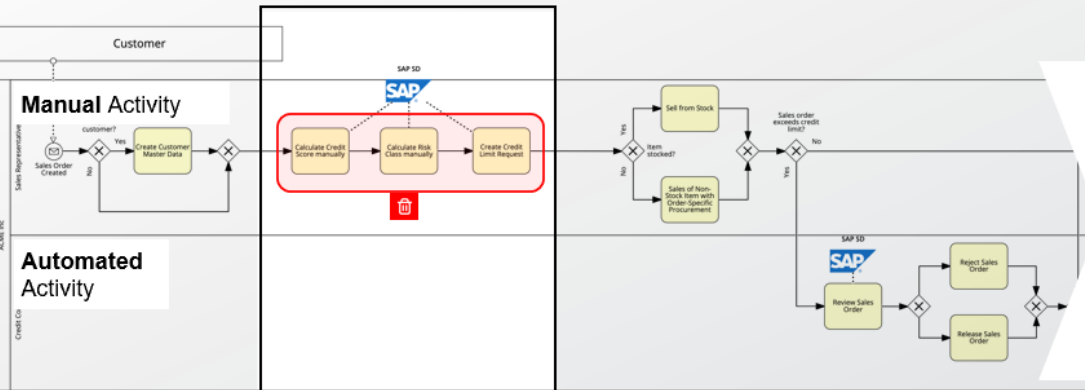 Customer
SAP SD
SAP
Manual Activity
customer?
Yes
No
Sales Order
Created
Create Customer
Master Data
Calculate Credit
Score manually
Calculate Risk
Class manually
Create Credit
Limit Request
Item
stocked?
Yes
No
Sell from Stock
Sales of Non-
Stock Item with
Order-Specific
Procurement
Sales order
exceeds credit
limit?
No
Yes
Sales Representative
Automated
Activity
SAP SD
SAP
Review Sales
Order
Reject Sales
Order
Release Sales
Order